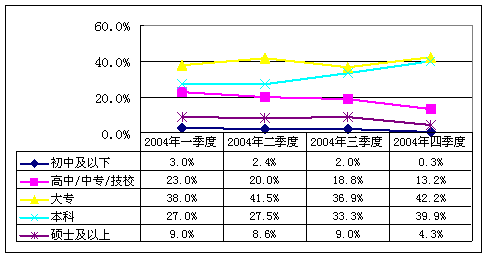 60.0%
40.0%
20.0%
0.0%
2004年一季度 2004年二季度 2004年三季度 2004年四季度
初中及以下 3.0% 2.4% 2.0% 0.3%
高中/中专/技校 23.0% 20.0% 18.8% 13.2%
大专 38.0% 41.5% 36.9% 42.2%
本科 27.0% 27.5% 33.3% 39.9%
硕士及以上 9.0% 8.6% 9.0% 4.3%